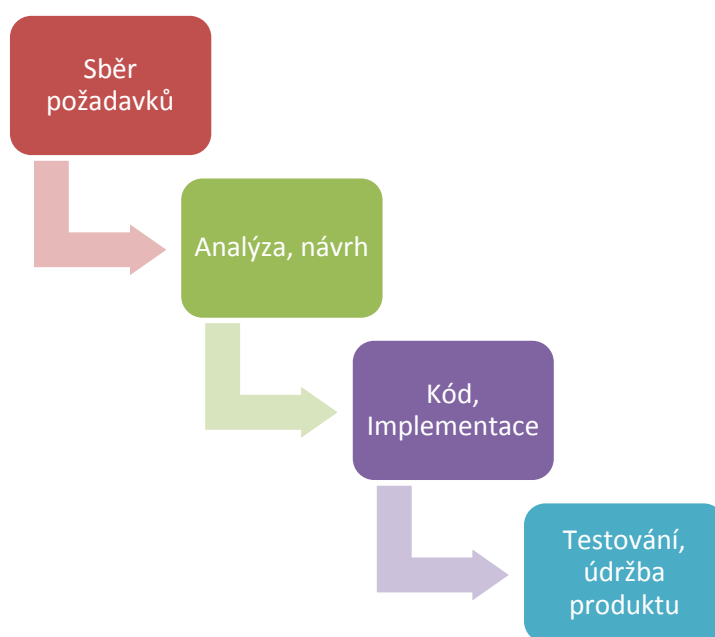 Sběr
požadavků
Analýza, návrh
Kód,
Implementace
Testování,
údržba
produktu